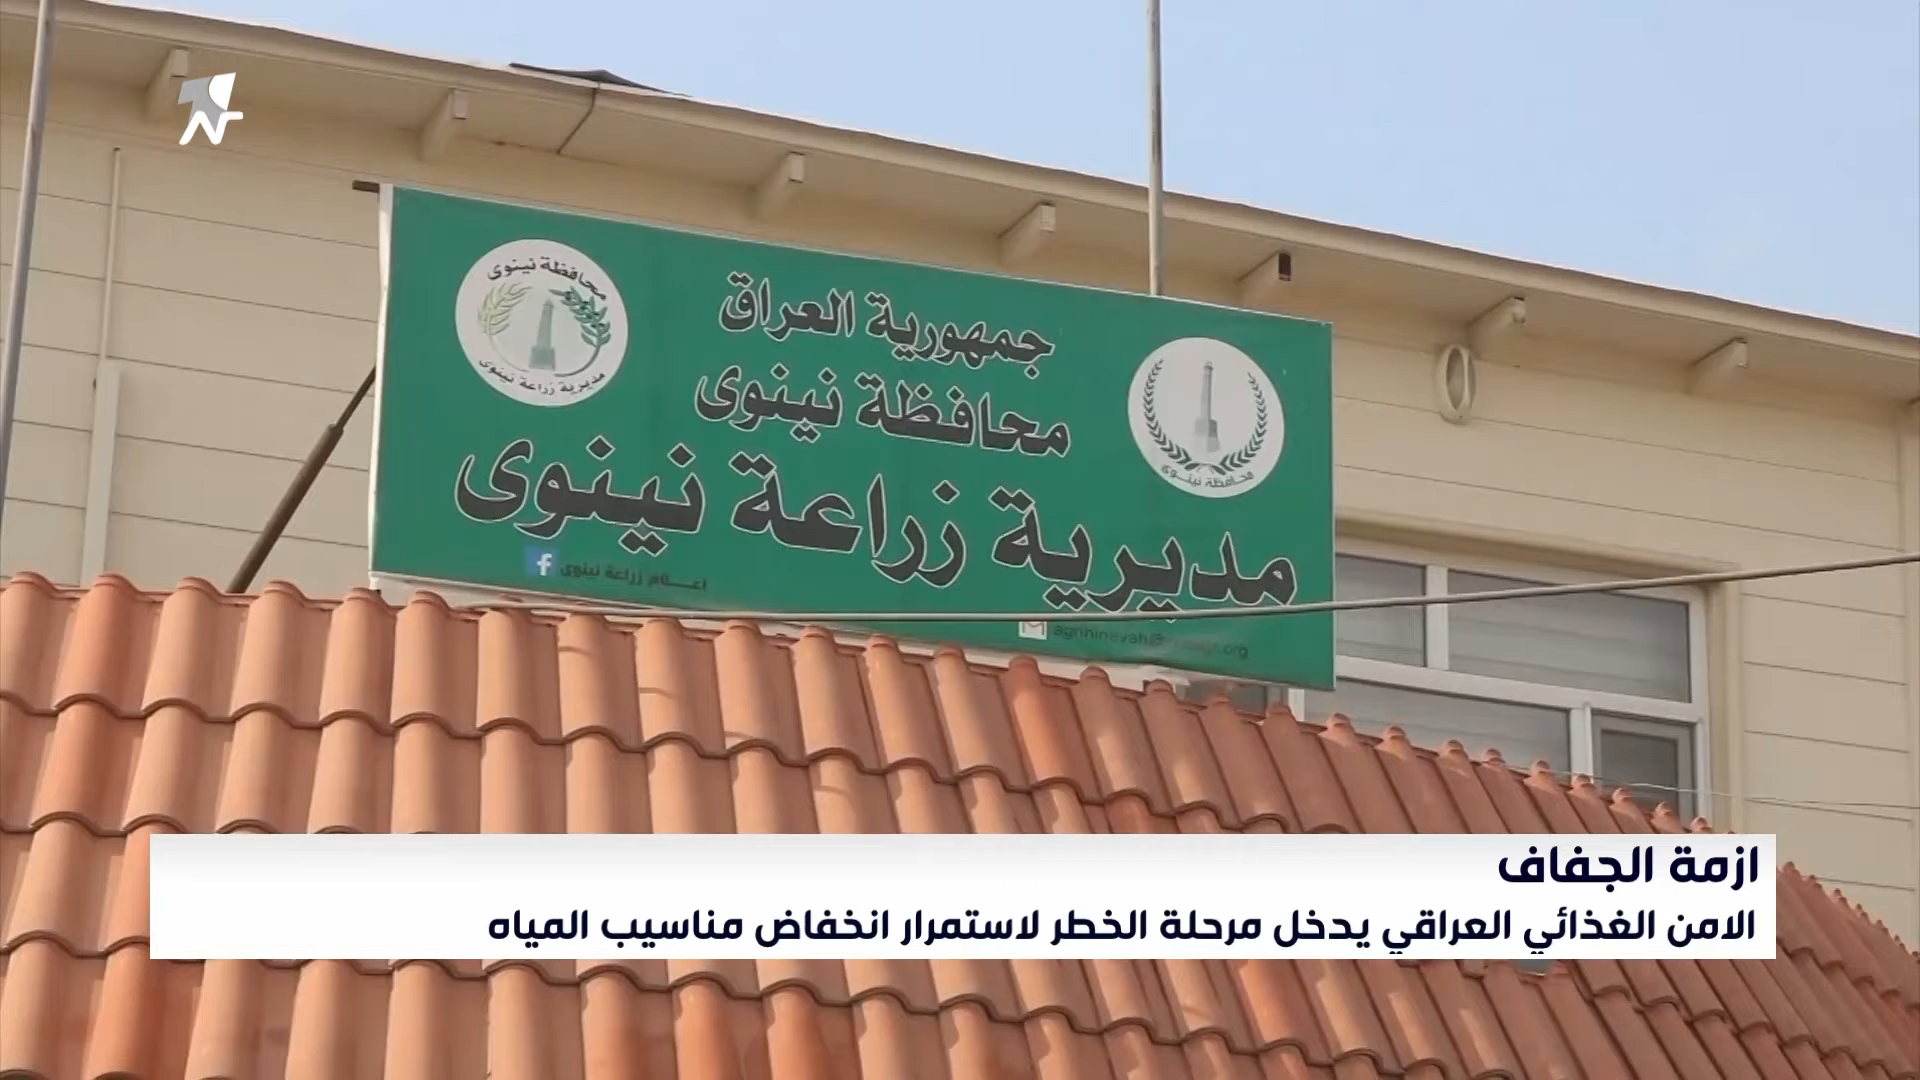 جمهورية العراق
محافظة نينوى
مديرية زراعة نينوى
محافظة نينوى
مديرية زراعة نينوى
محافظة نينوى
اعلام زراعة نينوى
ازمة الجفاف
الامن الغذائي العراقي يدخل مرحلة الخطر لاستمرار انخفاض مناسيب المياه